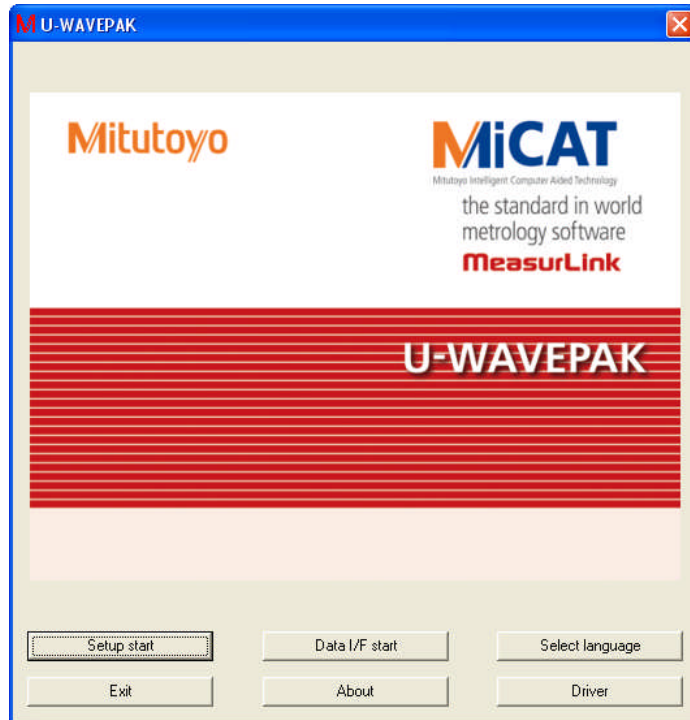 U-WAVEPAK
Mitutoyo
MiCAT
Mitutoyo Intelligent Computer Aided Technology
the standard in world
metrology software
MeasurLink
U-WAVEPAK
Setup start
Data I/F start
Select language
Exit
About
Driver